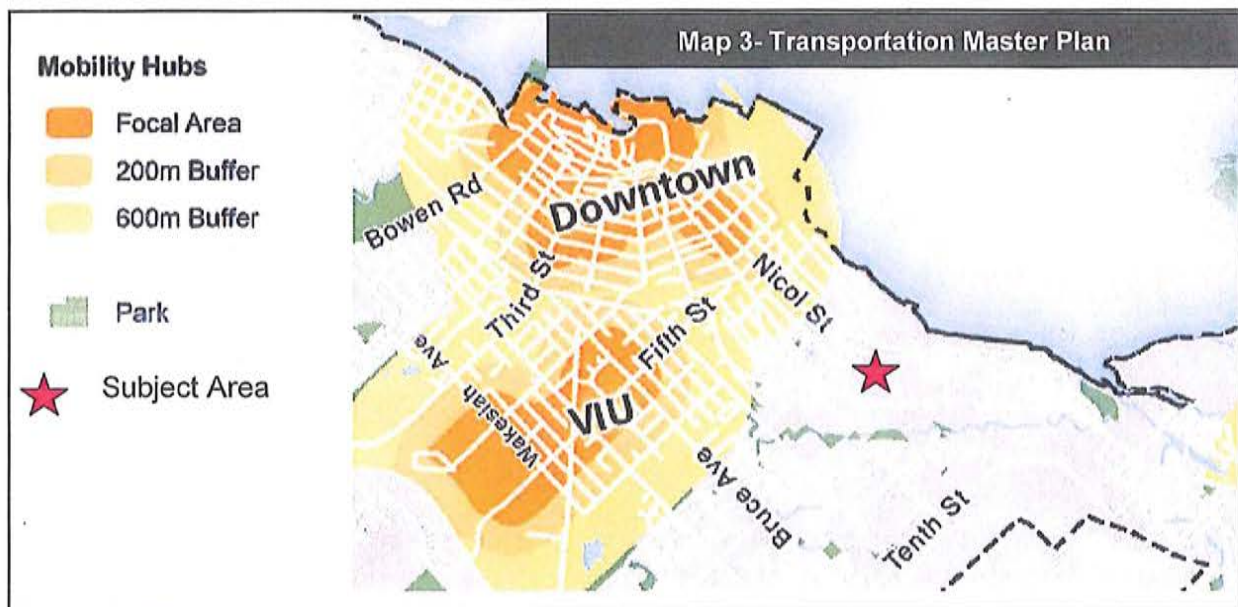 Map 3- Transportation Master Plan
Mobility Hubs
Focal Area
200m Buffer
600m Buffer
Park
Subject Area
Downtown
Bowen Rd
Third St
Nicol St
Fifth St
Ave
Wakesiah
VIU
Bruce Ave
Tenth St